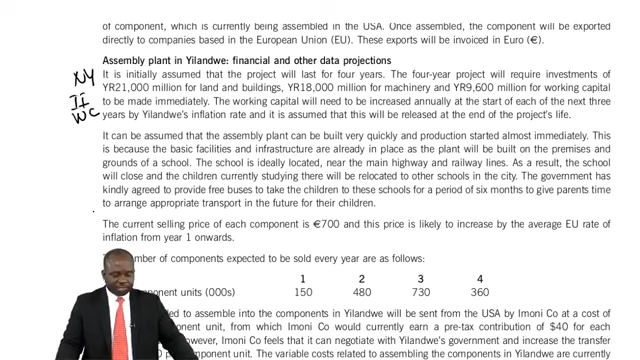 of component, which is currently being assembled in the USA. Once assembled, the component will be exported
directly to companies based in the European Union (EU). These exports will be invoiced in Euro (€).
Assembly plant in Yilandwe: financial and other data projections
It is initially assumed that the project will last for four years. The four-year project will require investments of
YR21,000 million for land and buildings, YR18,000 million for machinery and YR9,600 million for working capital
to be made immediately. The working capital will need to be increased annually at the start of each of the next three
WC years by Yilandwe's inflation rate and it is assumed that this will be released at the end of the project's life.
It can be assumed that the assembly plant can be built very quickly and production started almost immediately. This
is because the basic facilities and infrastructure are already in place as the plant will be built on the premises and
grounds of a school. The school is ideally located, near the main highway and railway lines. As a result, the school
will close and the children currently studying there will be relocated to other schools in the city. The government has
kindly agreed to provide free buses to take the children to these schools for a period of six months to give parents time
to arrange appropriate transport in the future for their children.
The current selling price of each component is €700 and this price is likely to increase by the average EU rate of
inflation from year 1 onwards.
number of components expected to be sold every year are as follows:
1 2 3 4
units (000s) 150 480 730 360
to assemble into the components in Yilandwe will be sent from the USA by Imoni Co at a cost of
unit, from which Imoni Co would currently earn a pre-tax contribution of $40 for each
Imoni Co feels that it can negotiate with Yilandwe's government and increase the transfer
unit. The variable costs related to assembling the components in Yilandwe are currently